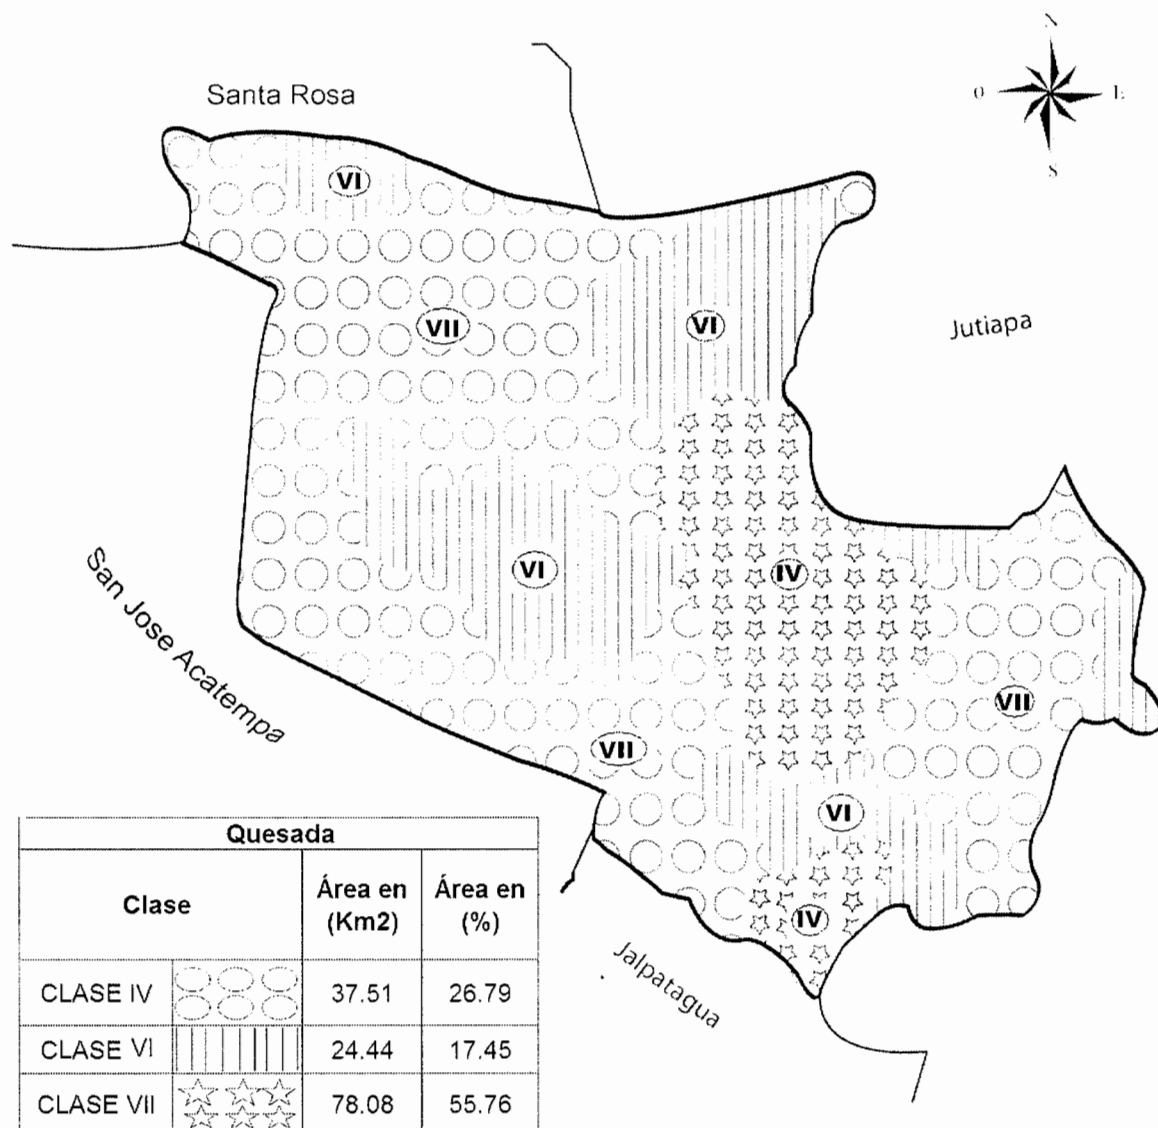 N
O E
S
Santa Rosa
VI
VII
VI
Jutiapa
VI
IV
San Jose Acatempa
VII
VII
VI
IV
Jalpatagua
Quesada
Clase Área en (Km2) Área en (%)
CLASE IV 37.51 26.79
CLASE VI 24.44 17.45
CLASE VII 78.08 55.76